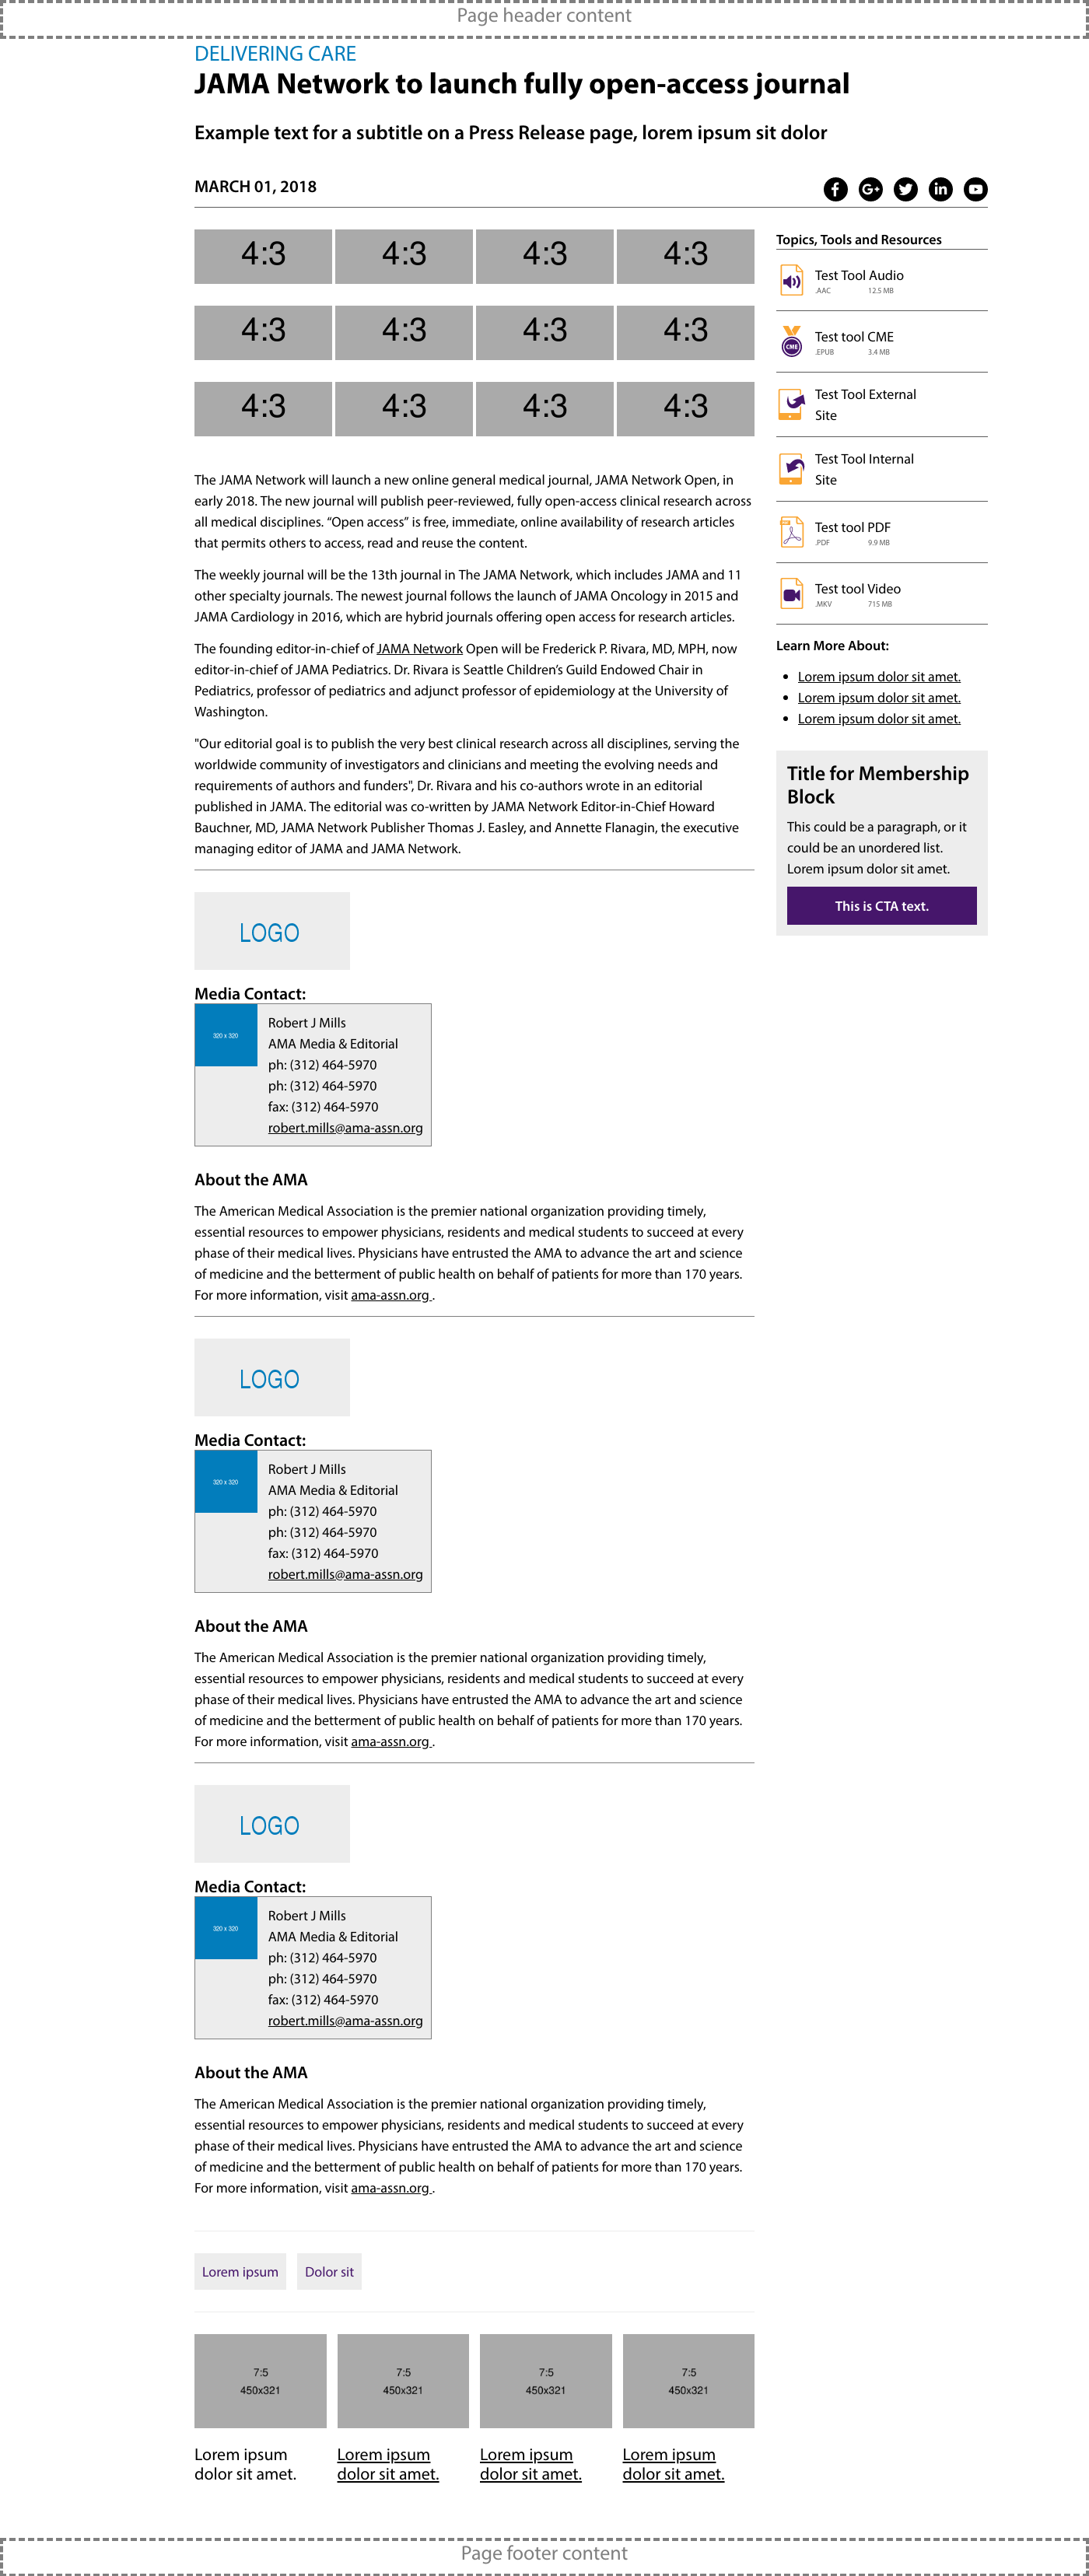 Page header content
DELIVERING CARE
JAMA Network to launch fully open-access journal
Example text for a subtitle on a Press Release page, lorem ipsum sit dolor
MARCH 01, 2018
4:3 4:3 4:3 4:3
4:3 4:3 4:3 4:3
4:3 4:3 4:3 4:3
The JAMA Network will launch a new online general medical journal, JAMA Network Open, in
early 2018. The new journal will publish peer-reviewed, fully open-access clinical research across
all medical disciplines. “Open access” is free, immediate, online availability of research articles
that permits others to access, read and reuse the content.
The weekly journal will be the 13th journal in The JAMA Network, which includes JAMA and 11
other specialty journals. The newest journal follows the launch of JAMA Oncology in 2015 and
JAMA Cardiology in 2016, which are hybrid journals offering open access for research articles.
The founding editor-in-chief of JAMA Network Open will be Frederick P. Rivara, MD, MPH, now
editor-in-chief of JAMA Pediatrics. Dr. Rivara is Seattle Children’s Guild Endowed Chair in
Pediatrics, professor of pediatrics and adjunct professor of epidemiology at the University of
Washington.
"Our editorial goal is to publish the very best clinical research across all disciplines, serving the
worldwide community of investigators and clinicians and meeting the evolving needs and
requirements of authors and funders", Dr. Rivara and his co-authors wrote in an editorial
published in JAMA. The editorial was co-written by JAMA Network Editor-in-Chief Howard
Bauchner, MD, JAMA Network Publisher Thomas J. Easley, and Annette Flanagin, the executive
managing editor of JAMA and JAMA Network.
LOGO
Media Contact:
320 x 320
Robert J Mills
AMA Media & Editorial
ph: (312) 464-5970
ph: (312) 464-5970
fax: (312) 464-5970
robert.mills@ama-assn.org
About the AMA
The American Medical Association is the premier national organization providing timely,
essential resources to empower physicians, residents and medical students to succeed at every
phase of their medical lives. Physicians have entrusted the AMA to advance the art and science
of medicine and the betterment of public health on behalf of patients for more than 170 years.
For more information, visit ama-assn.org .
LOGO
Media Contact:
320 x 320
Robert J Mills
AMA Media & Editorial
ph: (312) 464-5970
ph: (312) 464-5970
fax: (312) 464-5970
robert.mills@ama-assn.org
About the AMA
The American Medical Association is the premier national organization providing timely,
essential resources to empower physicians, residents and medical students to succeed at every
phase of their medical lives. Physicians have entrusted the AMA to advance the art and science
of medicine and the betterment of public health on behalf of patients for more than 170 years.
For more information, visit ama-assn.org .
LOGO
Media Contact:
320 x 320
Robert J Mills
AMA Media & Editorial
ph: (312) 464-5970
ph: (312) 464-5970
fax: (312) 464-5970
robert.mills@ama-assn.org
About the AMA
The American Medical Association is the premier national organization providing timely,
essential resources to empower physicians, residents and medical students to succeed at every
phase of their medical lives. Physicians have entrusted the AMA to advance the art and science
of medicine and the betterment of public health on behalf of patients for more than 170 years.
For more information, visit ama-assn.org .
Lorem ipsum Dolor sit
7:5 7:5 7:5 7:5
450x321 450x321 450x321 450x321
Lorem ipsum Lorem ipsum Lorem ipsum Lorem ipsum
dolor sit amet. dolor sit amet. dolor sit amet. dolor sit amet.
Topics, Tools and Resources
Test Tool Audio
.AAC 12.5 MB
CME
Test tool CME
.EPUB 3.4 MB
Test Tool External
Site
Test Tool Internal
Site
Test tool PDF
.PDF 9.9 MB
Test tool Video
.MKV 715 MB
Learn More About:
Lorem ipsum dolor sit amet.
Lorem ipsum dolor sit amet.
Lorem ipsum dolor sit amet.
Title for Membership
Block
This could be a paragraph, or it
could be an unordered list.
Lorem ipsum dolor sit amet.
This is CTA text.
Page footer content